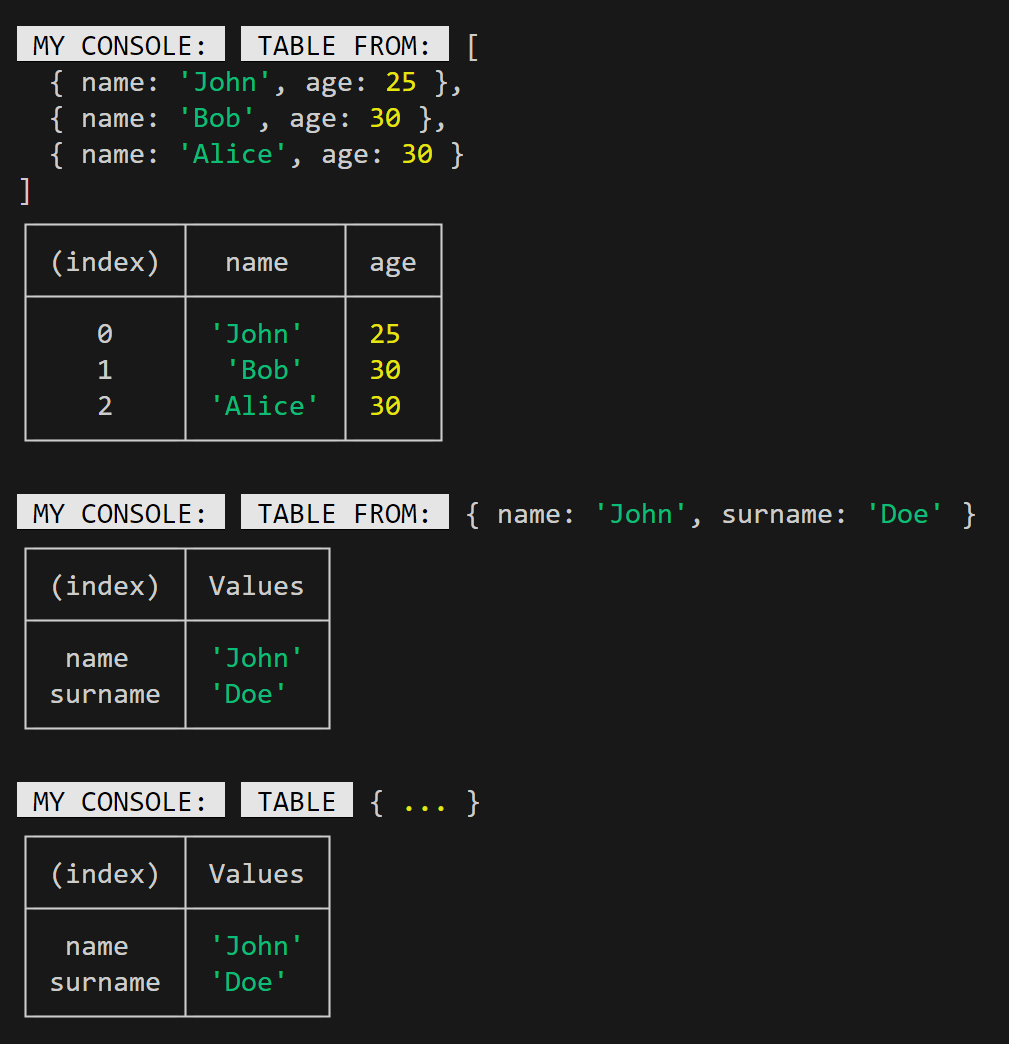 MY CONSOLE: TABLE FROM: [
{ name: 'John', age: 25 },
{ name: 'Bob', age: 30 },
{ name: 'Alice', age: 30 }
]
(index) name age
0 'John' 25
1 'Bob' 30
2 'Alice' 30
MY CONSOLE: TABLE FROM: { name: 'John', surname: 'Doe' }
(index) Values
name 'John'
surname 'Doe'
MY CONSOLE: TABLE { ... }
(index) Values
name 'John'
surname 'Doe'